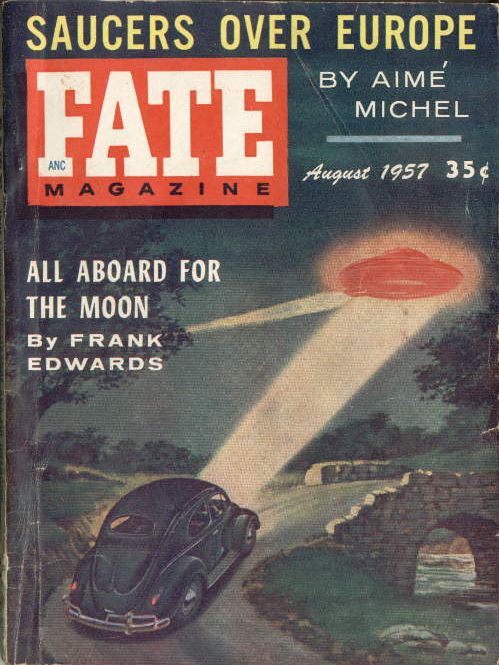 SAUCERS OVER EUROPE
BY AIMÉ
MICHEL
FATE
ANC
MAGAZINE
August 1957 35¢
ALL ABOARD FOR
THE MOON
By FRANK
EDWARDS